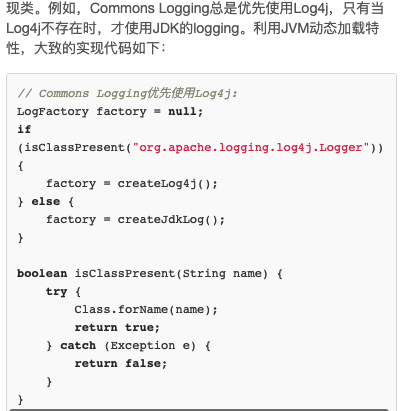 现类。例如，Commons Logging总是优先使用Log4j，只有当
Log4j不存在时，才使用JDK的logging。利用JVM动态加载特
性，大致的实现代码如下：
// Commons Logging优先使用Log4j:
LogFactory factory = null;
if
(isClassPresent("org.apache.logging.log4j.Logger"))
{
    factory = createLog4j();
} else {
    factory = createJdkLog();
}

boolean isClassPresent(String name) {
    try {
        Class.forName(name);
        return true;
    } catch (Exception e) {
        return false;
    }
}